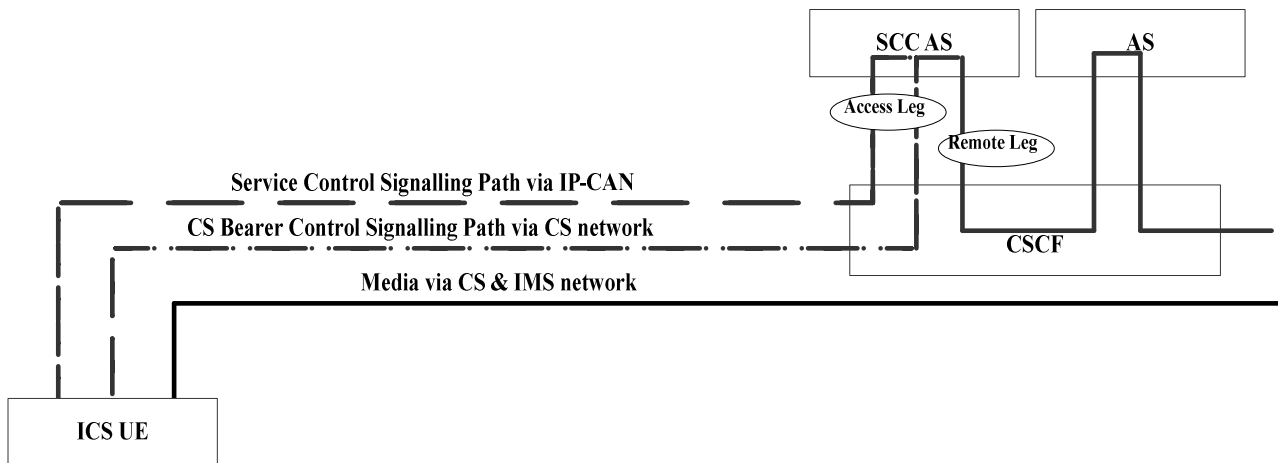 SCC AS
AS
Access Leg
Remote Leg
Service Control Signalling Path via IP-CAN
CS Bearer Control Signalling Path via CS network
CSCF
Media via CS & IMS network
ICS UE